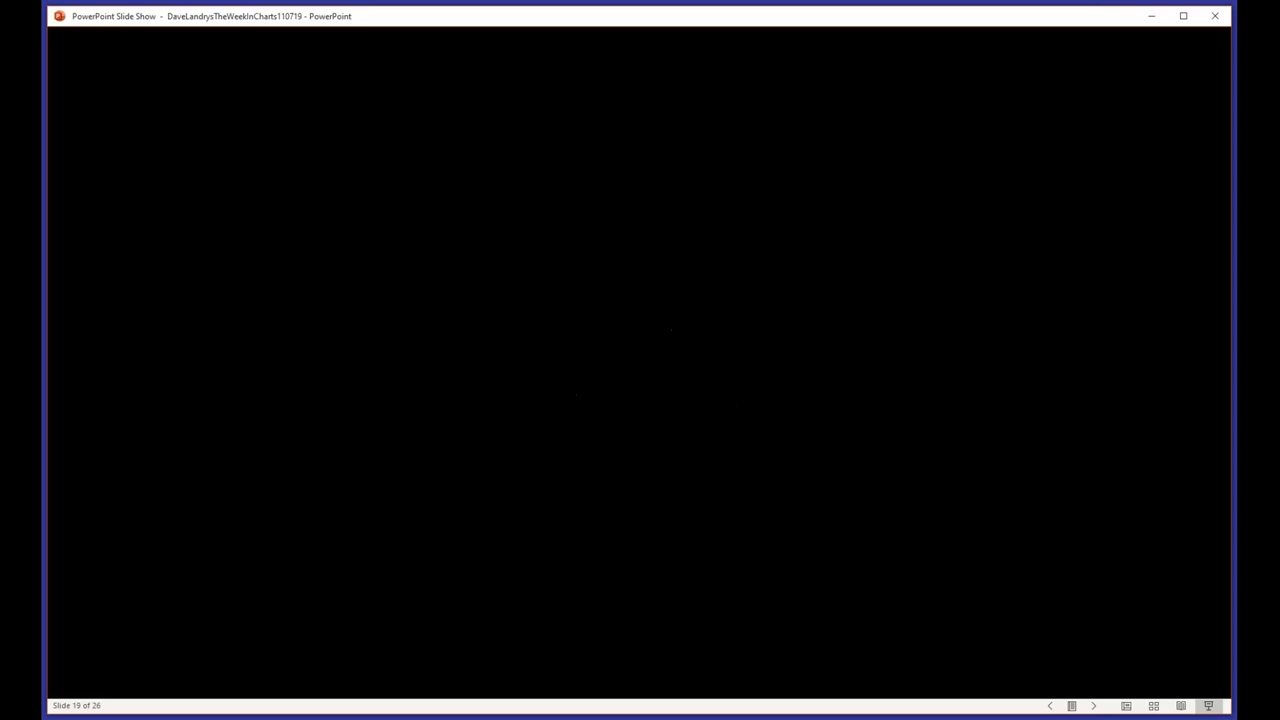 PowerPoint Slide Show - DaveLandrysTheWeekInCharts110719 - PowerPoint
Slide 19 of 26